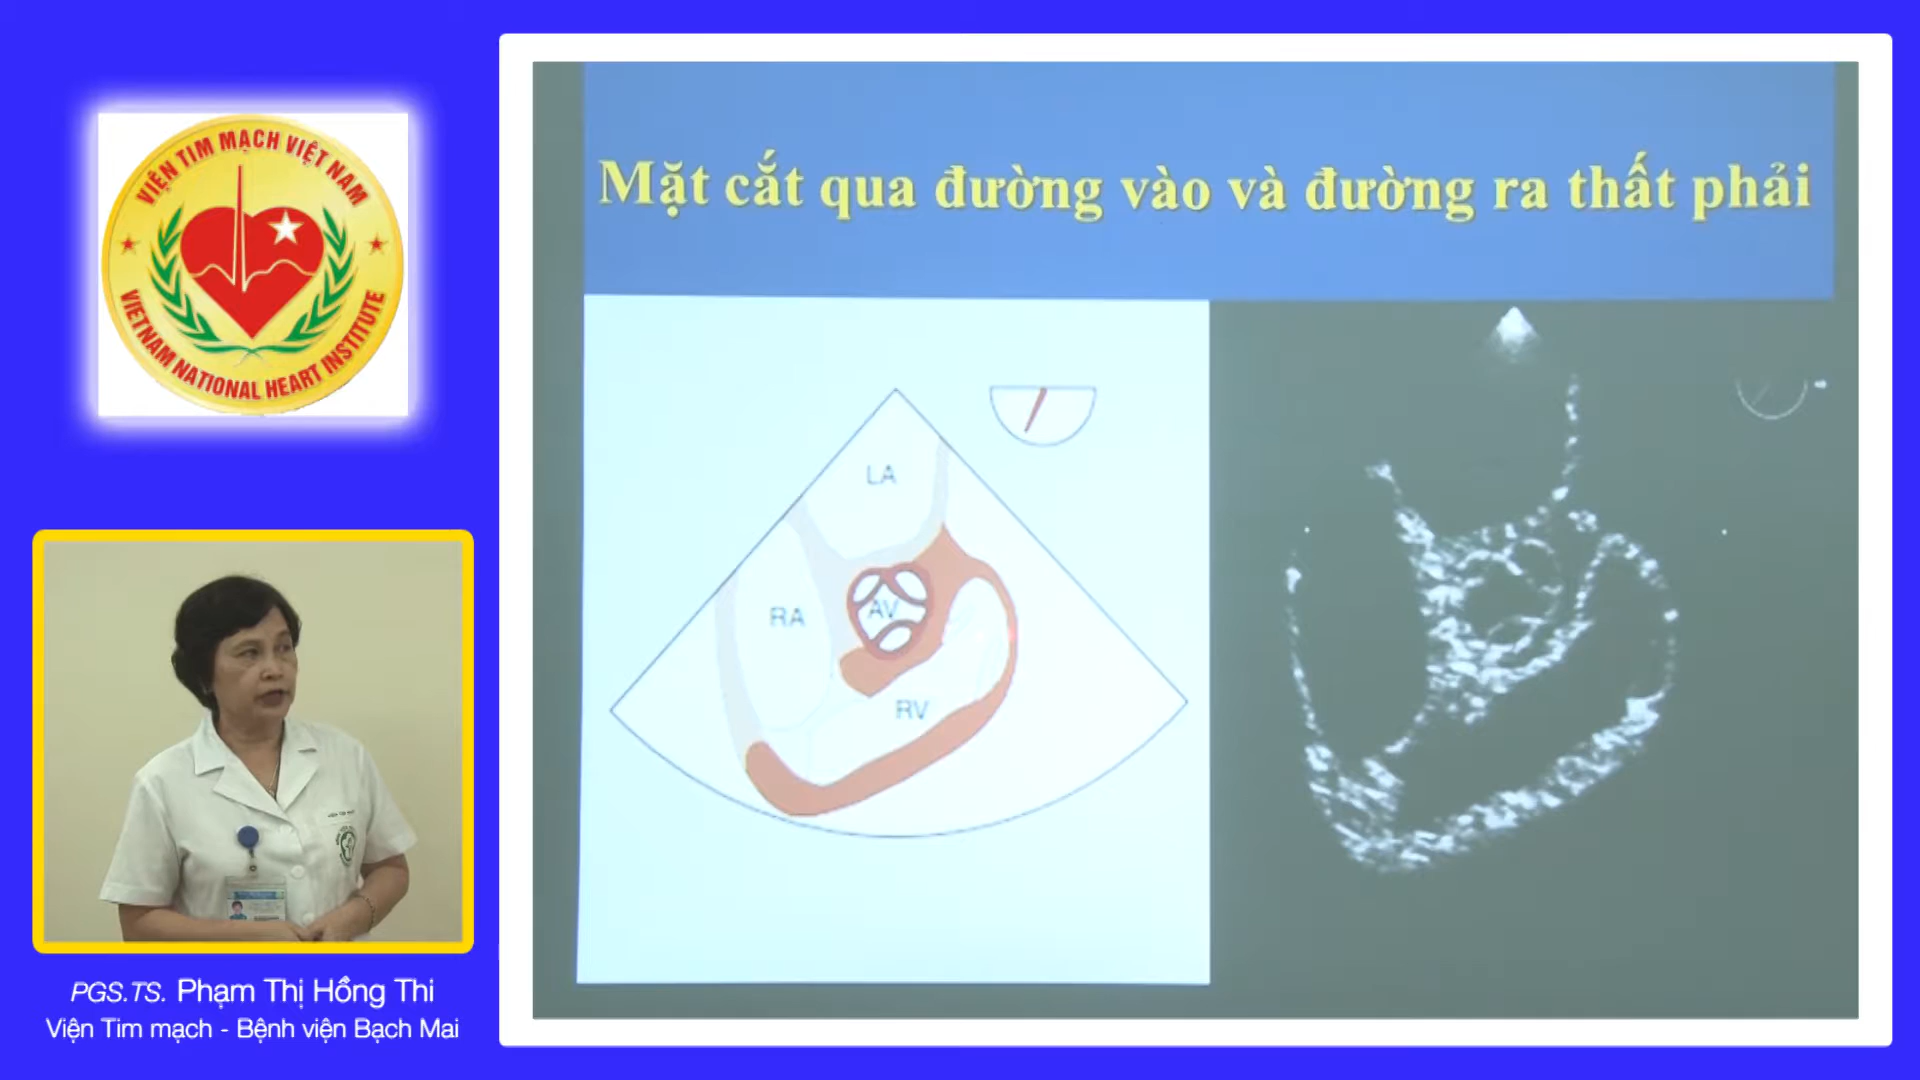 VIỆN TIM MẠCH VIỆT NAM
VIETNAM NATIONAL HEART INSTITUTE
PGS.TS. Phạm Thị Hồng Thi
Viện Tim mạch - Bệnh viện Bạch Mai
Mặt cắt qua đường vào và đường ra thất phải
LA
RA
AV
RV